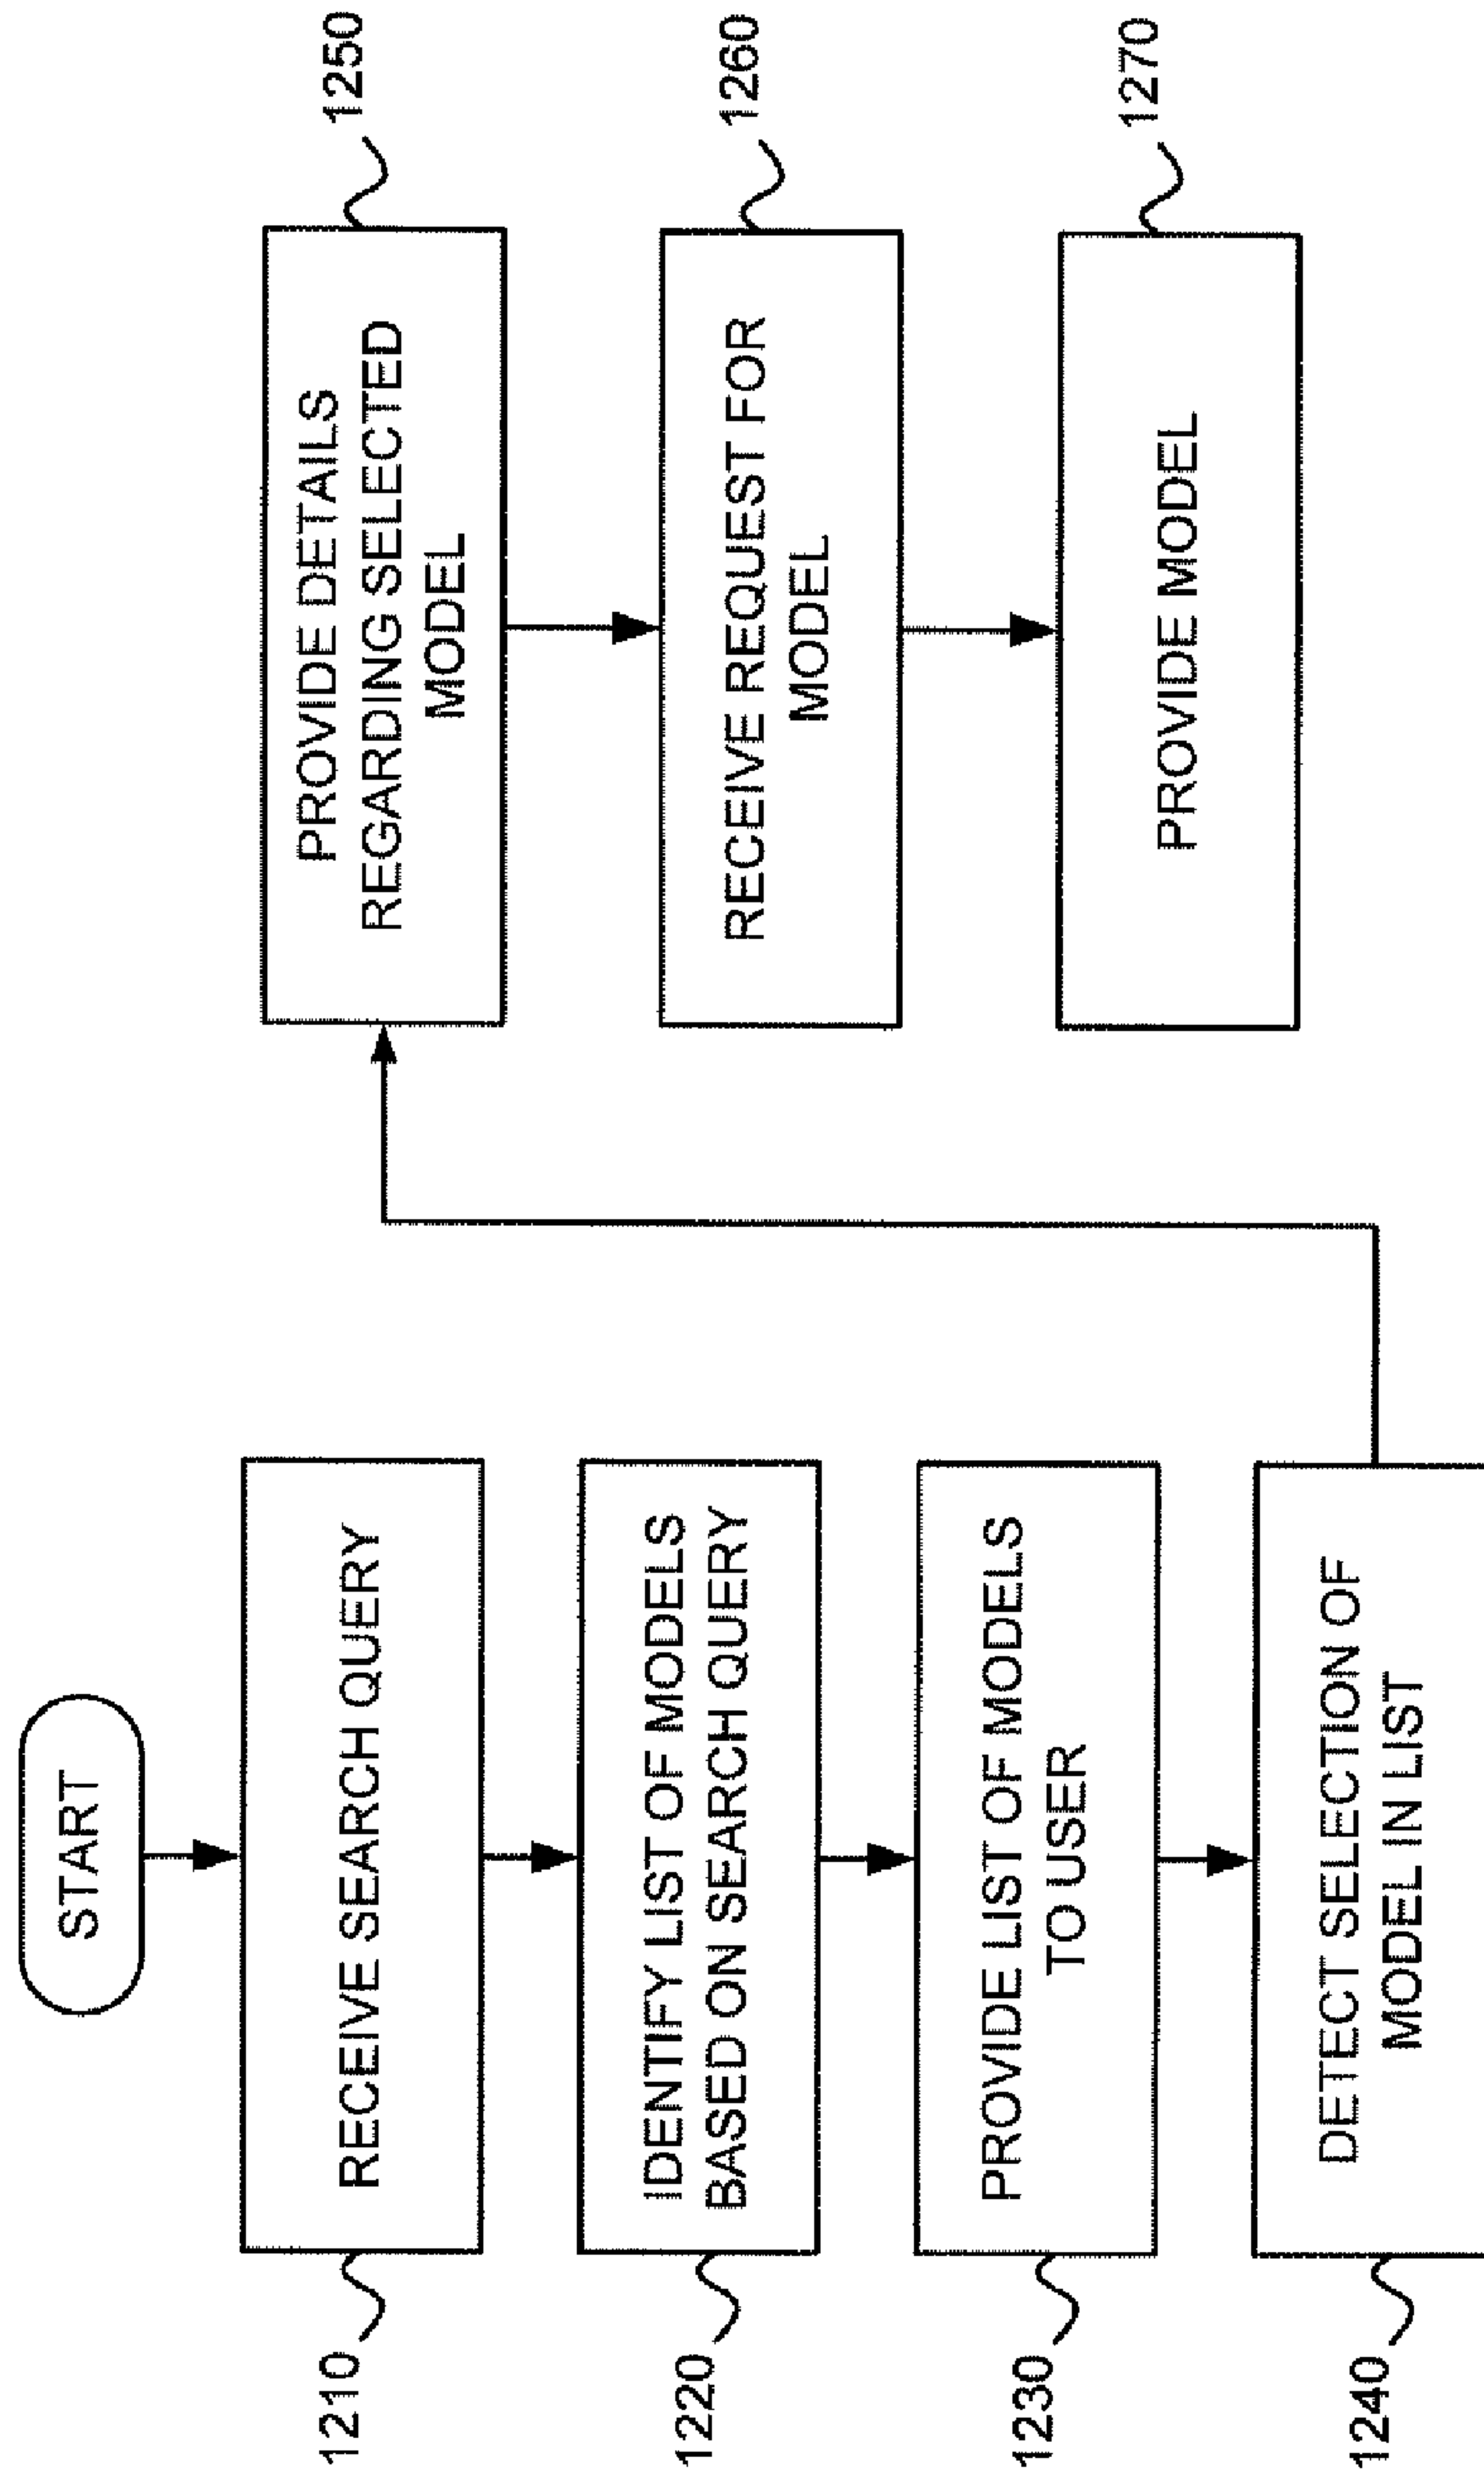 START
1210
RECEIVE SEARCH QUERY
1220
IDENTIFY LIST OF MODELS
BASED ON SEARCH QUERY
1230
PROVIDE LIST OF MODELS
TO USER
1240
DETECT SELECTION OF
MODEL IN LIST
1250
PROVIDE DETAILS
REGARDING SELECTED
MODEL
1260
RECEIVE REQUEST FOR
MODEL
1270
PROVIDE MODEL